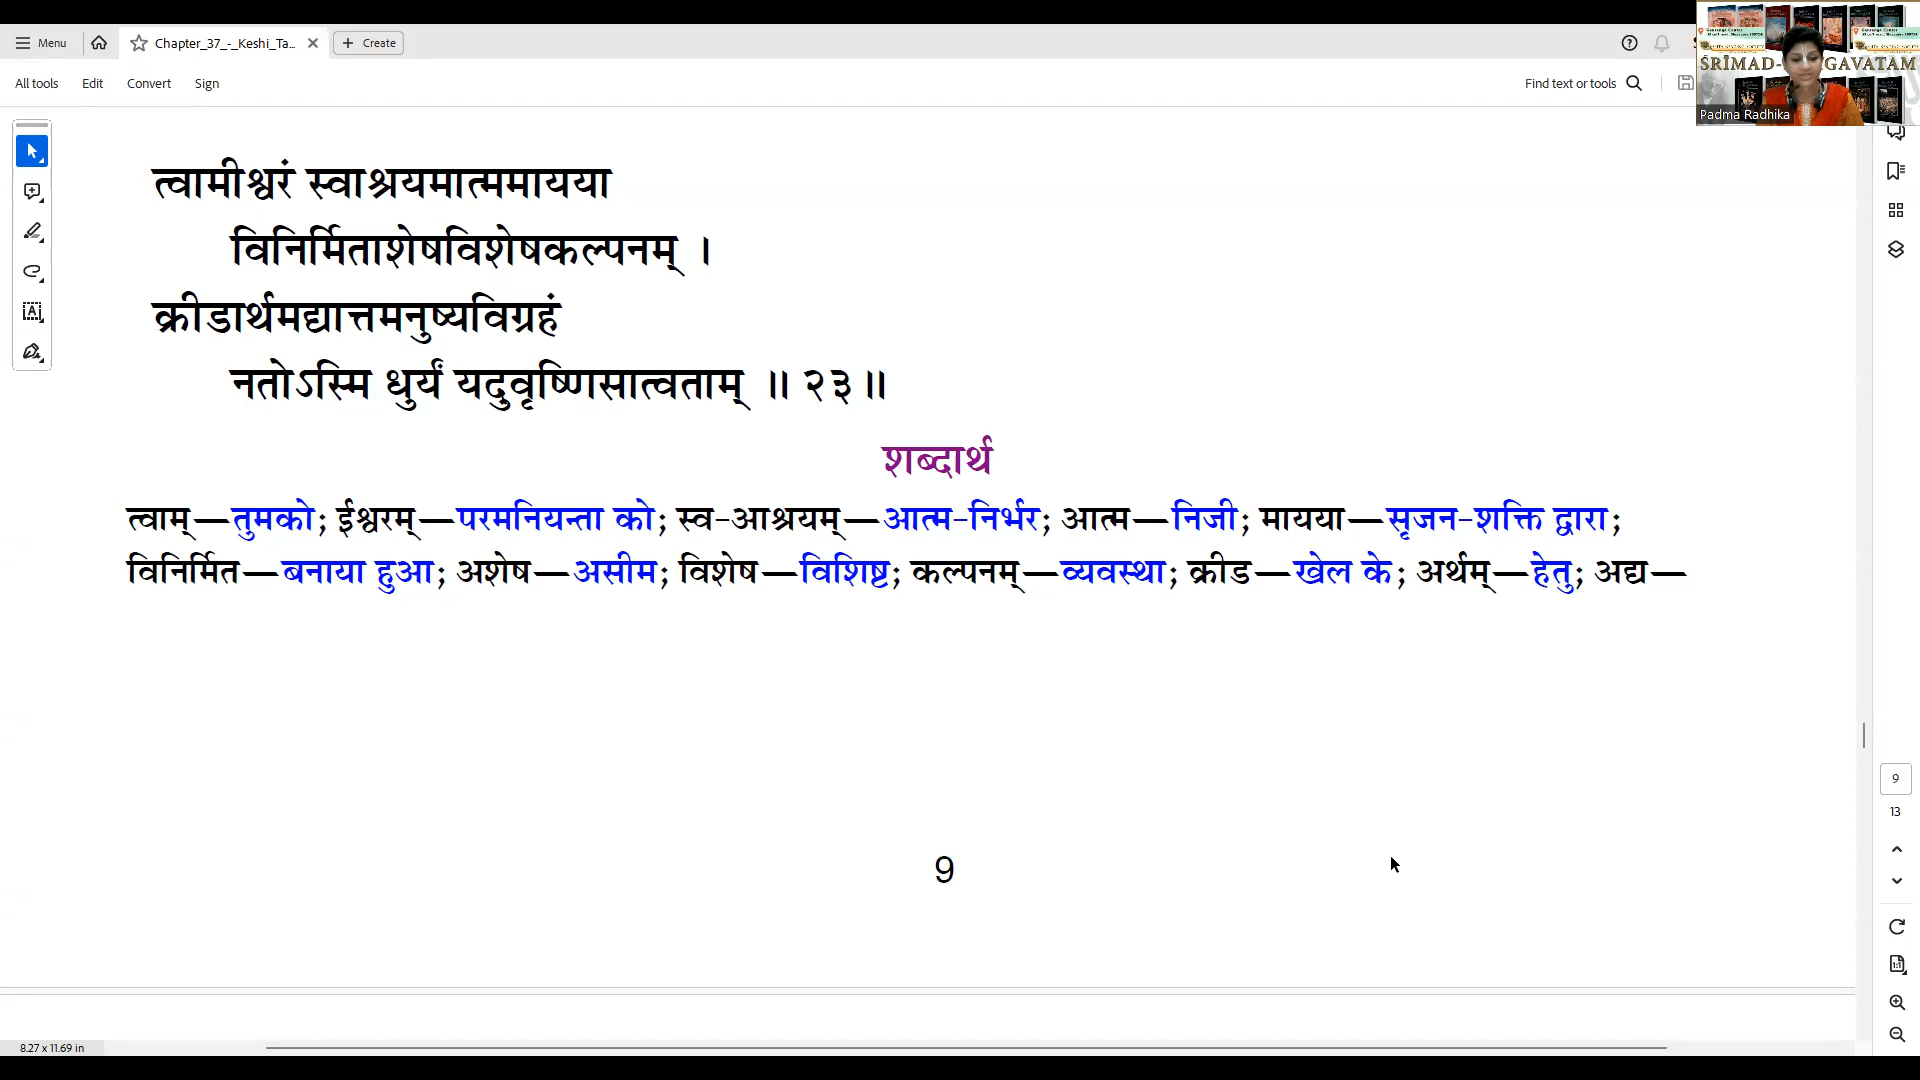 Menu
Chapter_37_-_Keshi_Ta...
Create
All tools
Edit
Convert
Sign
Find text or tools
ŚRĪMAD-
GAVATAM
Padma Radhika
त्वामीश्वरं स्वाश्रयमात्ममायया
विनिर्मिताशेषविशेषकल्पनम् ।
क्रीडार्थमद्यात्तमनुष्यविग्रहं
नतोऽस्मि धुर्यं यदुवृष्णिसात्वताम् ॥ २३॥
शब्दार्थ
त्वाम्—तुमको; ईश्वरम्—परमनियन्ता को; स्व-आश्रयम्—आत्म-निर्भर; आत्म—निजी; मायया—सृजन-शक्ति द्वारा;
विनिर्मित—बनाया हुआ; अशेष—असीम; विशेष—विशिष्ट; कल्पनम्—व्यवस्था; क्रीड—खेल के; अर्थम्—हेतु; अद्य—
9
9
13
8.27 x 11.69 in